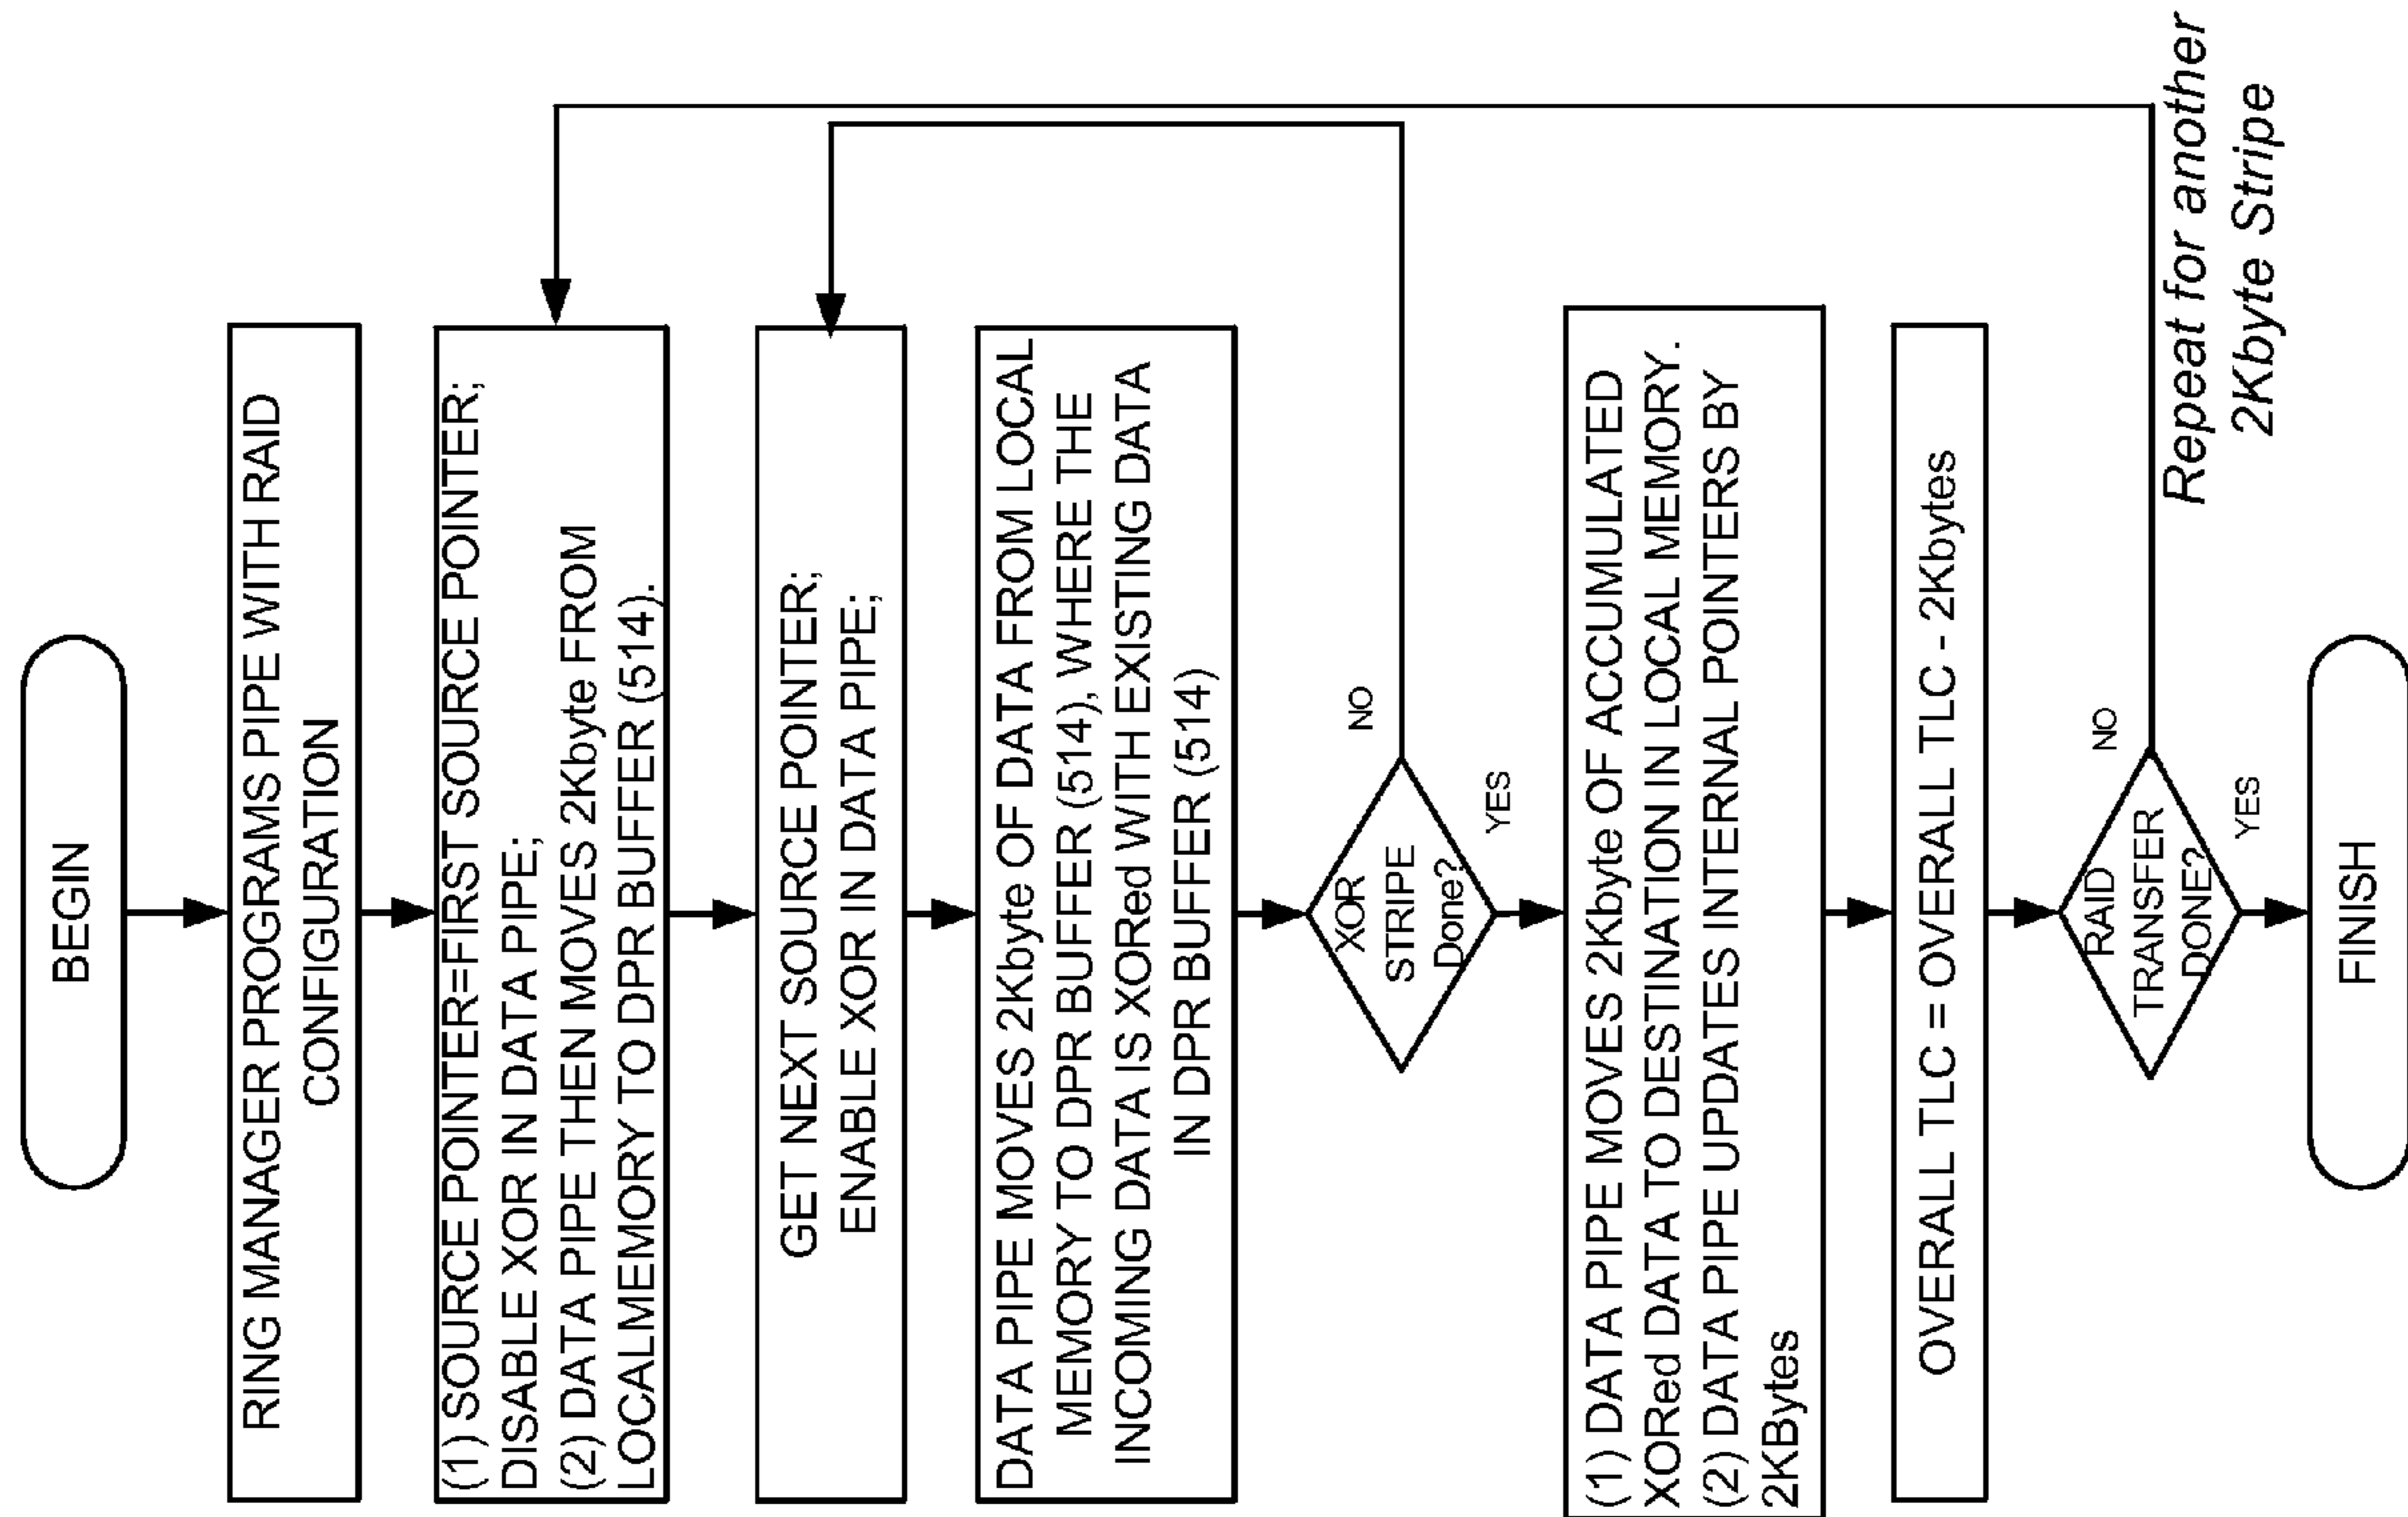 BEGIN
RING MANAGER PROGRAMS PIPE WITH RAID
CONFIGURATION
(1) SOURCE POINTER=FIRST SOURCE POINTER;
DISABLE XOR IN DATA PIPE;
(2) DATA PIPE THEN MOVES 2Kbyte FROM
LOCALMEMORY TO DPR BUFFER (514).
GET NEXT SOURCE POINTER;
ENABLE XOR IN DATA PIPE;
DATA PIPE MOVES 2Kbyte OF DATA FROM LOCAL
MEMORY TO DPR BUFFER (514), WHERE THE
INCOMING DATA IS XORed WITH EXISTING DATA
IN DPR BUFFER (514)
XOR
STRIPE
Done?
NO
YES
(1) DATA PIPE MOVES 2Kbyte OF ACCUMULATED
XORed DATA TO DESTINATION IN LOCAL MEMORY.
(2) DATA PIPE UPDATES INTERNAL POINTERS BY
2KBytes
OVERALL TLC = OVERALL TLC - 2Kbytes
RAID
TRANSFER
DONE?
NO
YES
Repeat for another
2Kbyte Stripe
FINISH